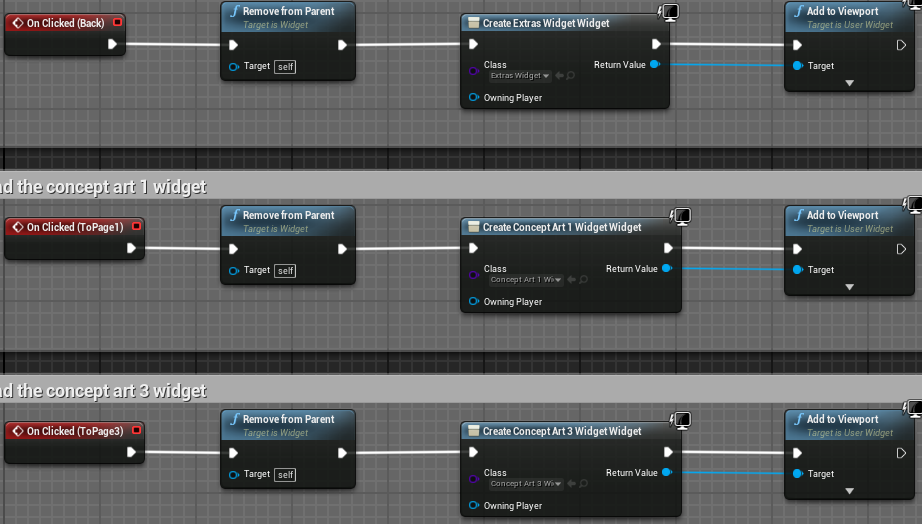 On Clicked (Back)
Remove from Parent
Target is Widget
Target self
Create Extras Widget Widget
Class
Extras Widget
Return Value
Owning Player
Add to Viewport
Target is User Widget
Target
ad the concept art 1 widget
On Clicked (ToPage1)
Remove from Parent
Target is Widget
Target self
Create Concept Art 1 Widget Widget
Class
Concept Art 1 Wi
Return Value
Owning Player
Add to Viewport
Target is User Widget
Target
ad the concept art 3 widget
On Clicked (ToPage3)
Remove from Parent
Target is Widget
Target self
Create Concept Art 3 Widget Widget
Class
Concept Art 3 Wi
Return Value
Owning Player
Add to Viewport
Target is User Widget
Target